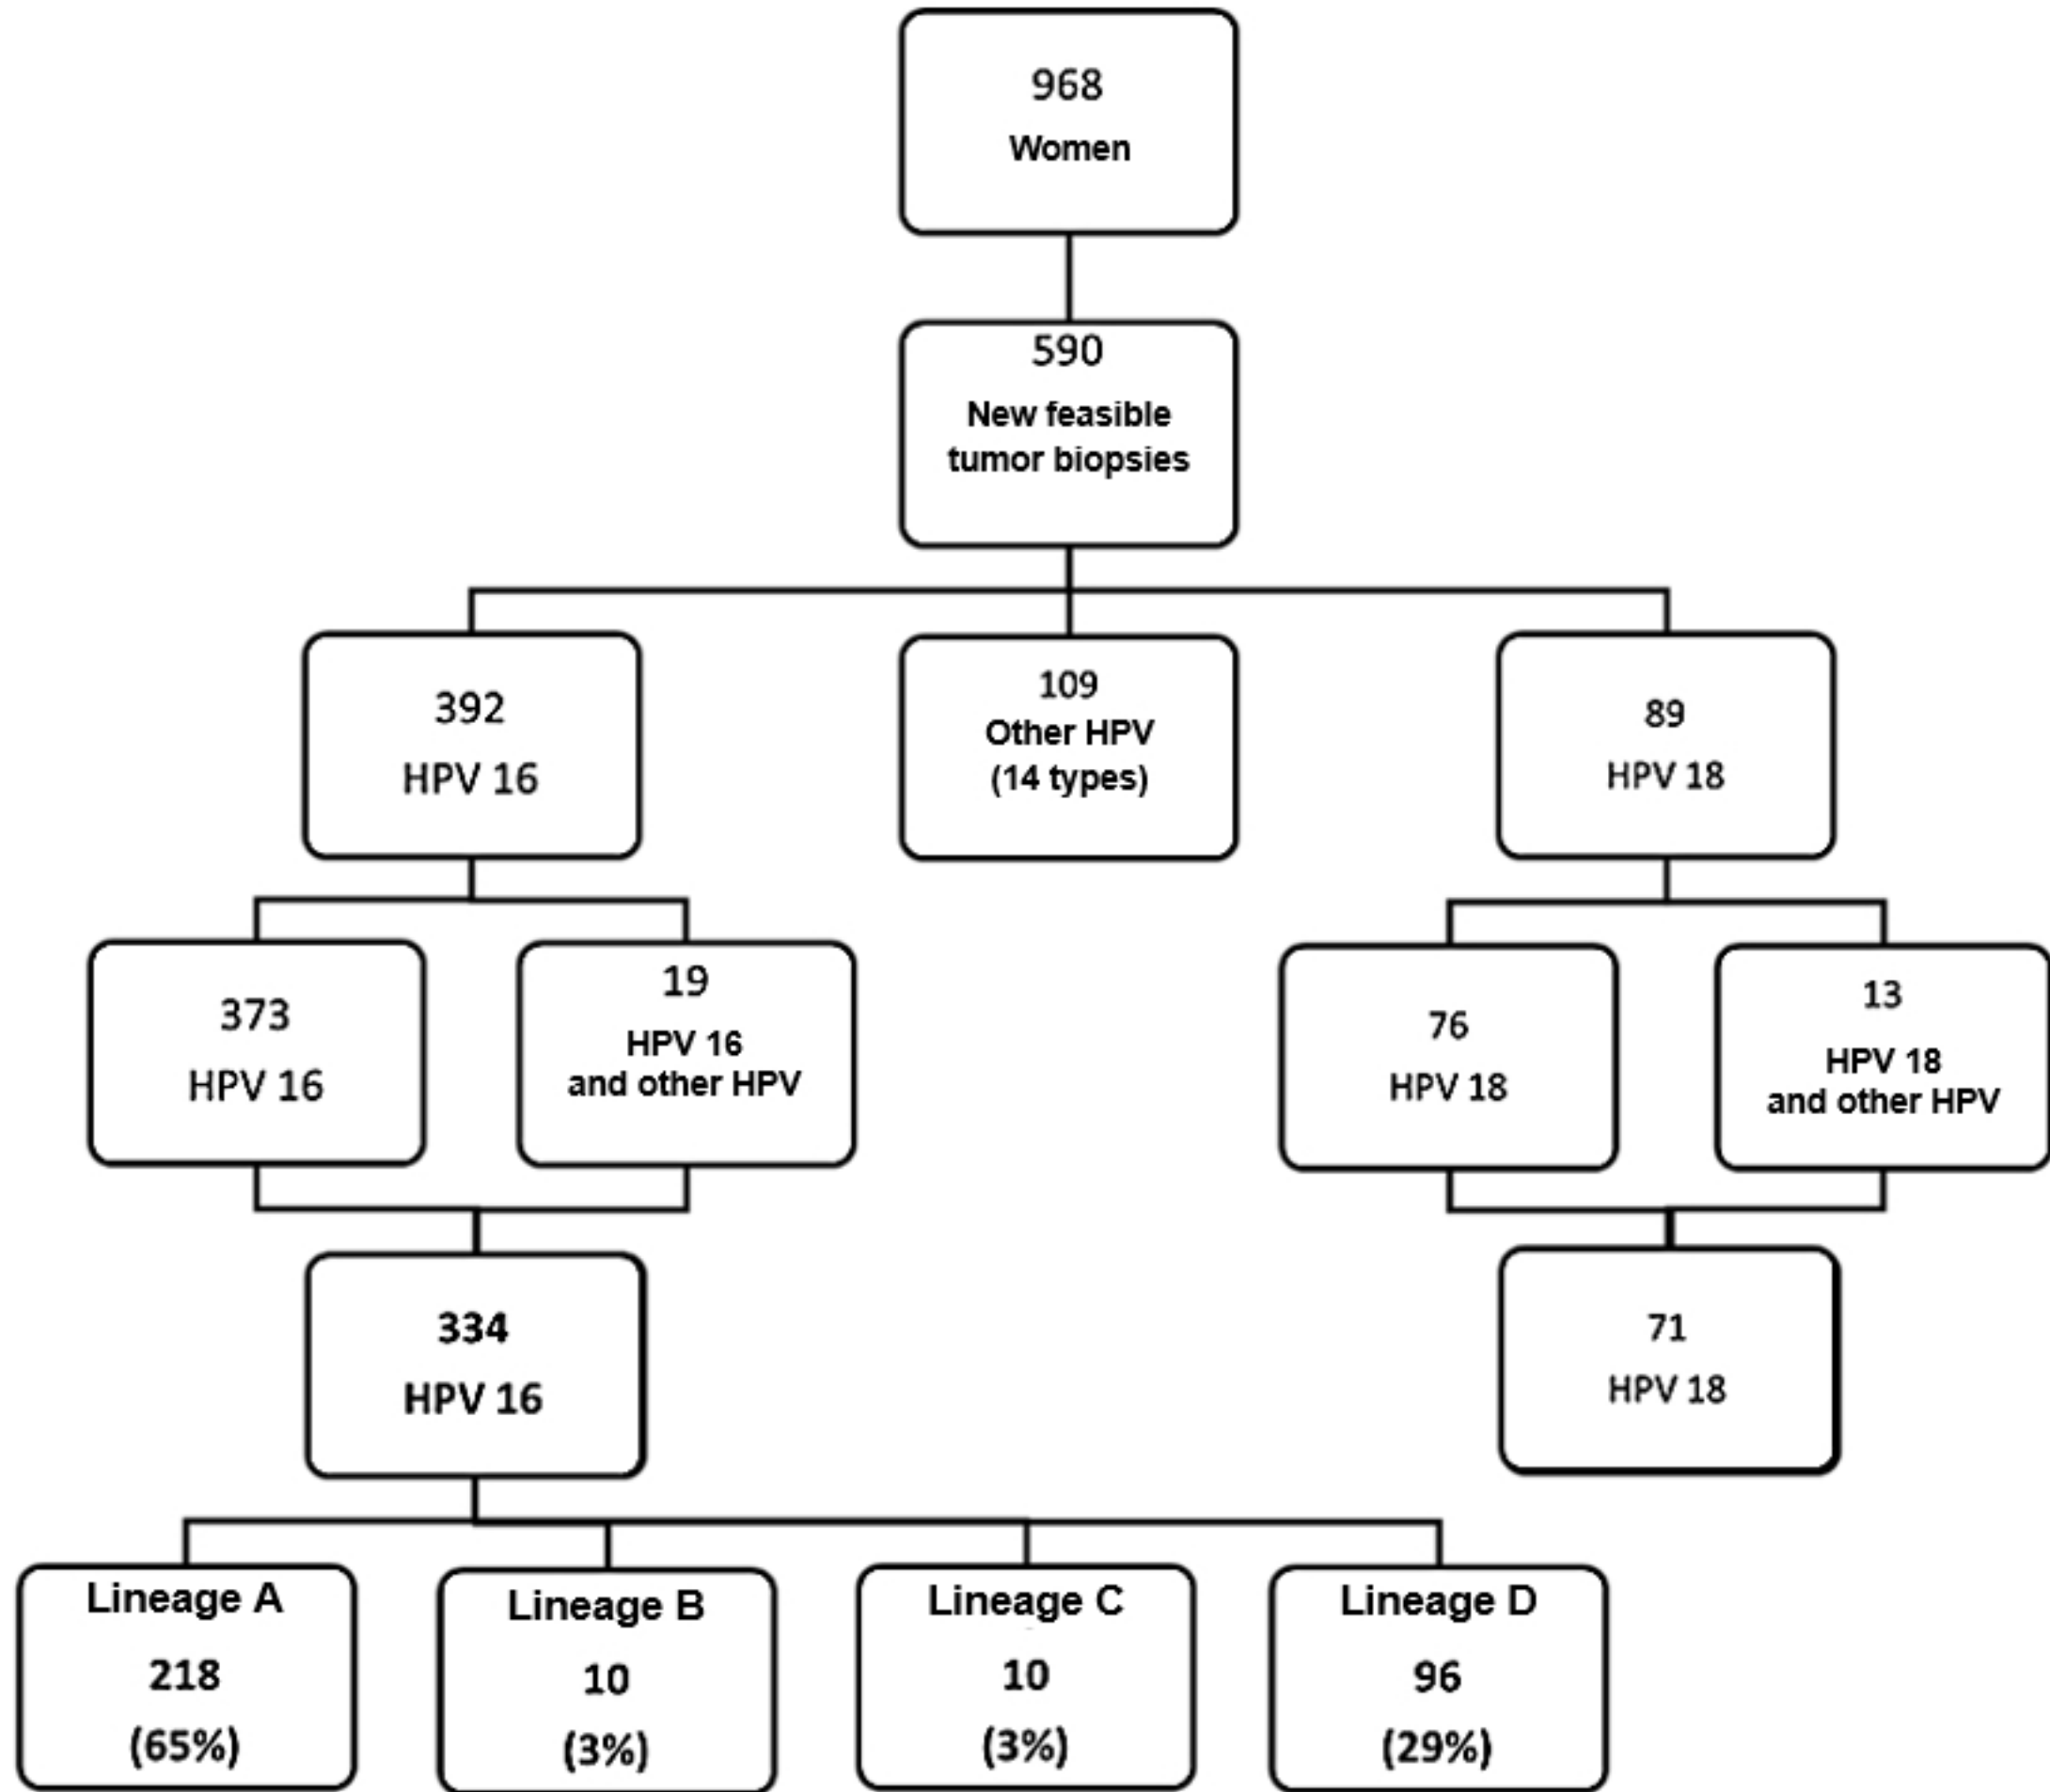 968
Women
590
New feasible
tumor biopsies
392
HPV 16
109
Other HPV
(14 types)
89
HPV 18
373
HPV 16
19
HPV 16
and other HPV
76
HPV 18
13
HPV 18
and other HPV
334
HPV 16
71
HPV 18
Lineage A
218
(65%)
Lineage B
10
(3%)
Lineage C
10
(3%)
Lineage D
96
(29%)